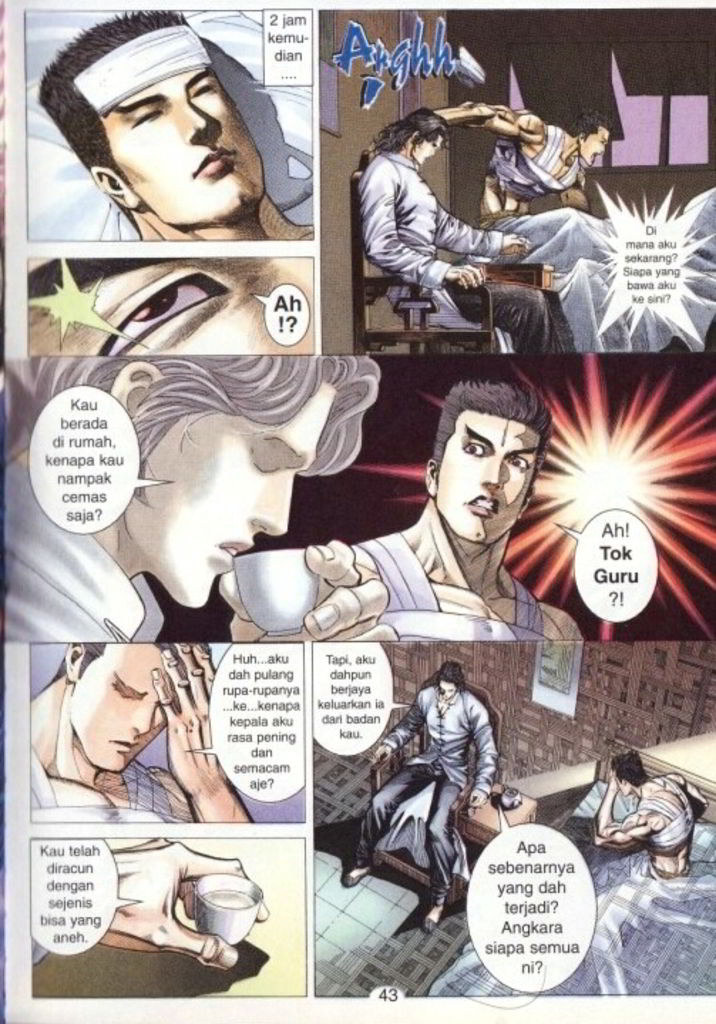 2 jam
kemu-
dian
....
Arghh
Di
mana aku
sekarang?
Siapa yang
bawa aku
ke sini?
Ah
!?
Kau
berada
di rumah,
kenapa kau
nampak
cemas
saja?
Ah!
Tok
Guru
?!
Huh...aku
dah pulang
rupa-rupanya
...ke...kenapa
kepala aku
rasa pening
dan
semacam
aje?
Tapi, aku
dahpun
berjaya
keluarkan ia
dari badan
kau.
Kau telah
diracun
dengan
sejenis
bisa yang
aneh.
Apa
sebenarnya
yang dah
terjadi?
Angkara
siapa semua
ni?
43